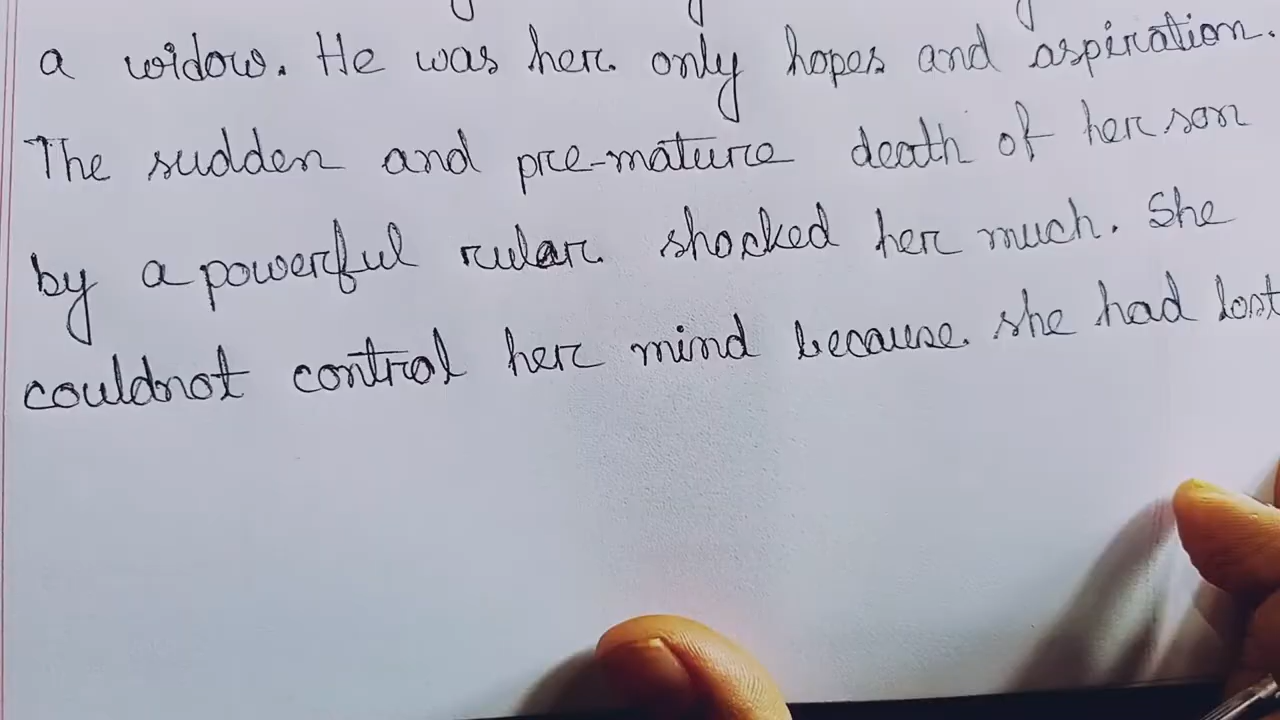 a widow. He was her only hopes and aspiration.
The sudden and pre-mature death of her son
by a powerful rular shocked her much. She
couldnot control her mind because she had lost